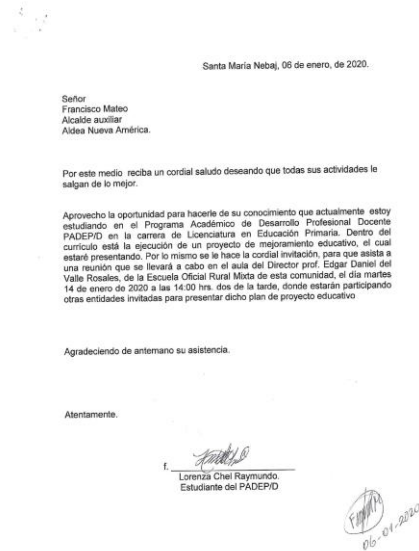 Santa María Nebaj, 06 de enero, de 2020.
Señor
Francisco Mateo
Alcalde auxiliar
Aldea Nueva América.
Por este medio reciba un cordial saludo deseando que todas sus actividades le
salgan de lo mejor.
Aprovecho la oportunidad para hacerle de su conocimiento que actualmente estoy
estudiando en el Programa Académico de Desarrollo Profesional Docente
PADEP/D en la carrera de Licenciatura en Educación Primaria. Dentro del
currículo está la ejecución de un proyecto de mejoramiento educativo, el cual
estaré presentando. Por lo mismo se le hace la cordial invitación, para que asista a
una reunión que se llevará a cabo en el aula del Director prof. Edgar Daniel del
Valle Rosales, de la Escuela Oficial Rural Mixta de esta comunidad, el día martes
14 de enero de 2020 a las 14:00 hrs. dos de la tarde, donde estarán participando
otras entidades invitadas para presentar dicho plan de proyecto educativo
Agradeciendo de antemano su asistencia.
Atentamente.
f.
Lorenza Chel Raymundo.
Estudiante del PADEP/D
06-01-2020